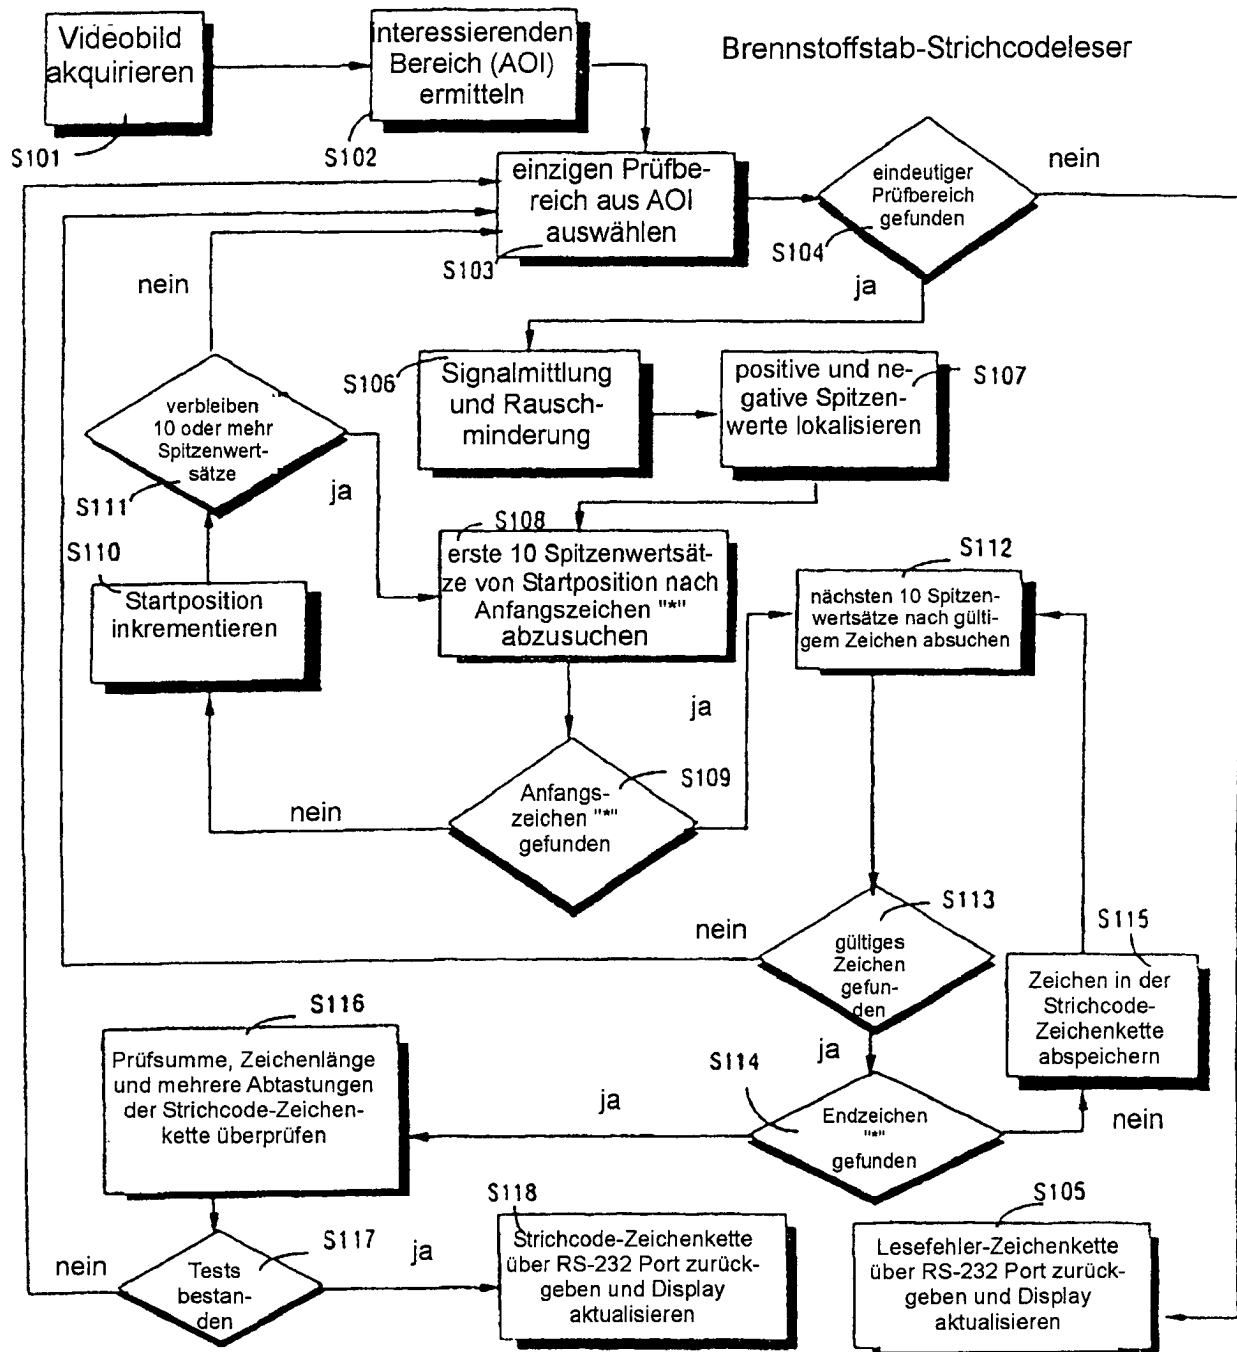 Brennstoffstab-Strichcodeleser
Videobild
akquirieren
S101
interessierenden
Bereich (AOI)
ermitteln
S102
einzigen Prüfbe-
reich aus AOI
auswählen
S103
eindeutiger
Prüfbereich
gefunden
S104
nein
ja
Signalmittlung
und Rausch-
minderung
S106
positive und ne-
gative Spitzen-
werte lokalisieren
S107
nein
verbleiben
10 oder mehr
Spitzenwert-
sätze
S111
ja
S108
erste 10 Spitzenwertsät-
ze von Startposition nach
Anfangszeichen "*"
abzusuchen
S110
Startposition
inkrementieren
S112
nächsten 10 Spitzen-
wertsätze nach gülti-
gem Zeichen absuchen
ja
Anfangs-
zeichen "*"
gefunden
S109
nein
S113
gültiges
Zeichen
gefun-
den
nein
ja
S115
Zeichen in der
Strichcode-
Zeichenkette
abspeichern
S114
Endzeichen
"*"
gefunden
nein
ja
S116
Prüfsumme, Zeichenlänge
und mehrere Abtastungen
der Strichcode-Zeichen-
kette überprüfen
S117
Tests
bestan-
den
nein
ja
S118
Strichcode-Zeichenkette
über RS-232 Port zurück-
geben und Display
aktualisieren
S105
Lesefehler-Zeichenkette
über RS-232 Port zurück-
geben und Display
aktualisieren